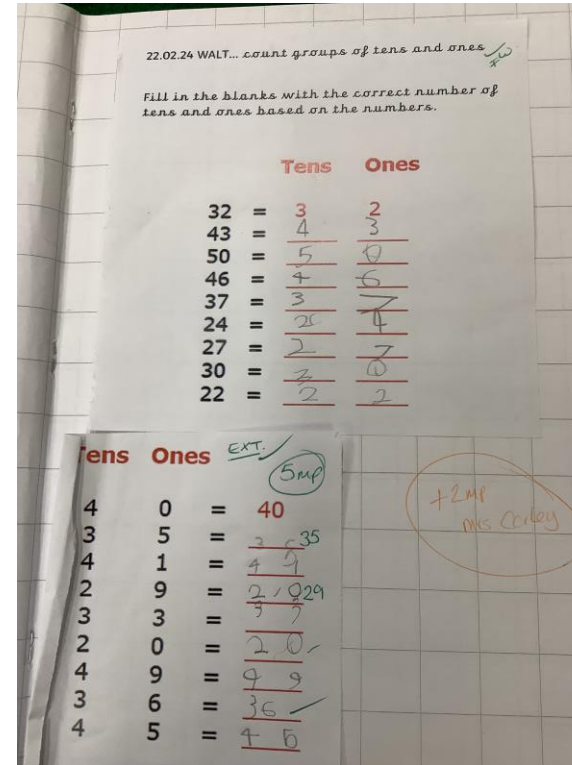 22.02.24 WALT... count groups of tens and ones
Fill in the blanks with the correct number of
tens and ones based on the numbers.
Tens Ones
32 = 3 2
43 = 4 3
50 = 5 0
46 = 4 6
37 = 3 7
24 = 2 4
27 = 2 7
30 = 3 0
22 = 2 2
Tens Ones EXT.
5MP
4 0 = 40
3 5 = 35
4 1 =
2 9 = 29
3 3 = 3
2 0 = 20
4 9 = 49
3 6 = 36
4 5 = 45
+2MP
Mrs